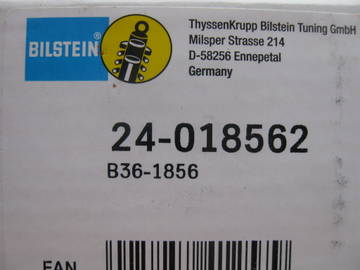 BILSTEIN
ThyssenKrupp Bilstein Tuning GmbH
Milsper Strasse 214
D-58256 Ennepetal
Germany
24-018562
B36-1856
EAN